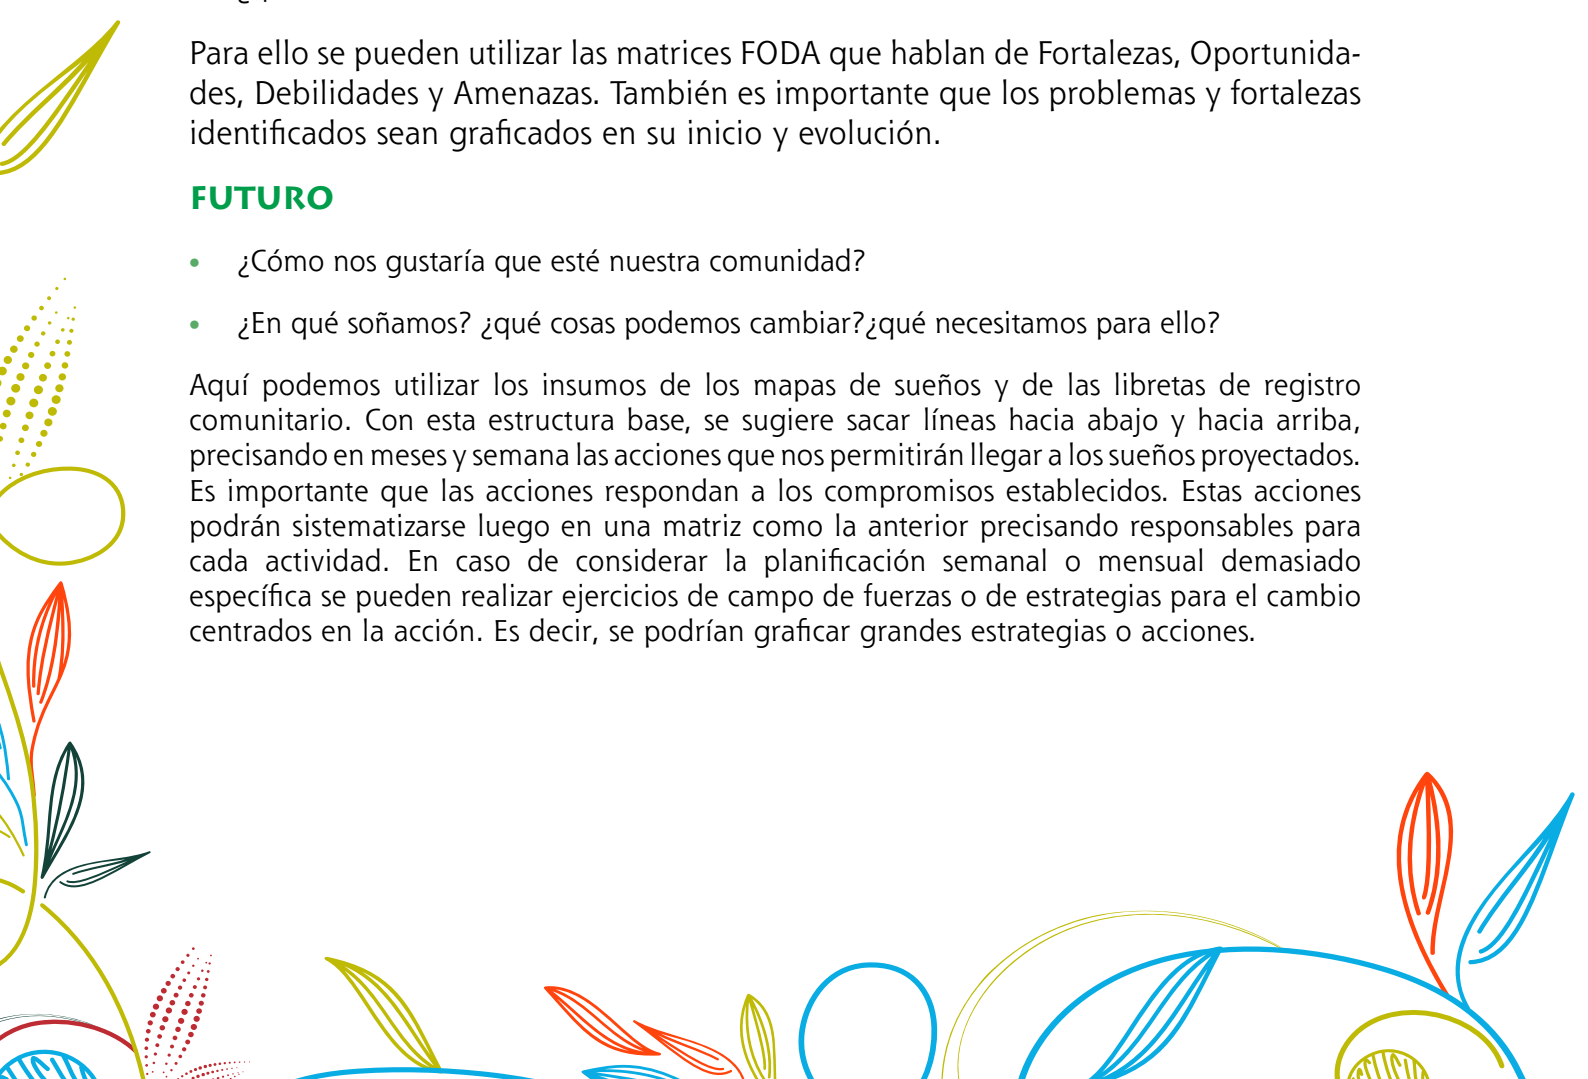 Para ello se pueden utilizar las matrices FODA que hablan de Fortalezas, Oportunida-
des, Debilidades y Amenazas. También es importante que los problemas y fortalezas
identificados sean graficados en su inicio y evolución.
FUTURO
• ¿Cómo nos gustaría que esté nuestra comunidad?
• ¿En qué soñamos? ¿qué cosas podemos cambiar?¿qué necesitamos para ello?
Aquí podemos utilizar los insumos de los mapas de sueños y de las libretas de registro
comunitario. Con esta estructura base, se sugiere sacar líneas hacia abajo y hacia arriba,
precisando en meses y semana las acciones que nos permitirán llegar a los sueños proyectados.
Es importante que las acciones respondan a los compromisos establecidos. Estas acciones
podrán sistematizarse luego en una matriz como la anterior precisando responsables para
cada actividad. En caso de considerar la planificación semanal o mensual demasiado
específica se pueden realizar ejercicios de campo de fuerzas o de estrategias para el cambio
centrados en la acción. Es decir, se podrían graficar grandes estrategias o acciones.